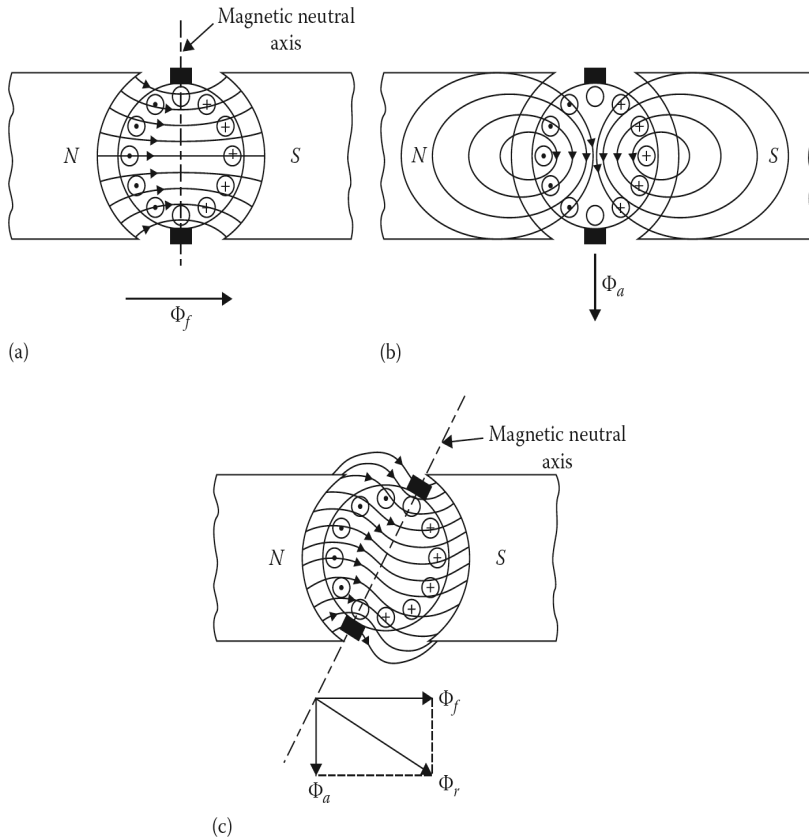 Magnetic neutral
axis
N
S
Φf
(a)
N
S
Φa
(b)
Magnetic neutral
axis
N
S
Φf
Φa
Φr
(c)